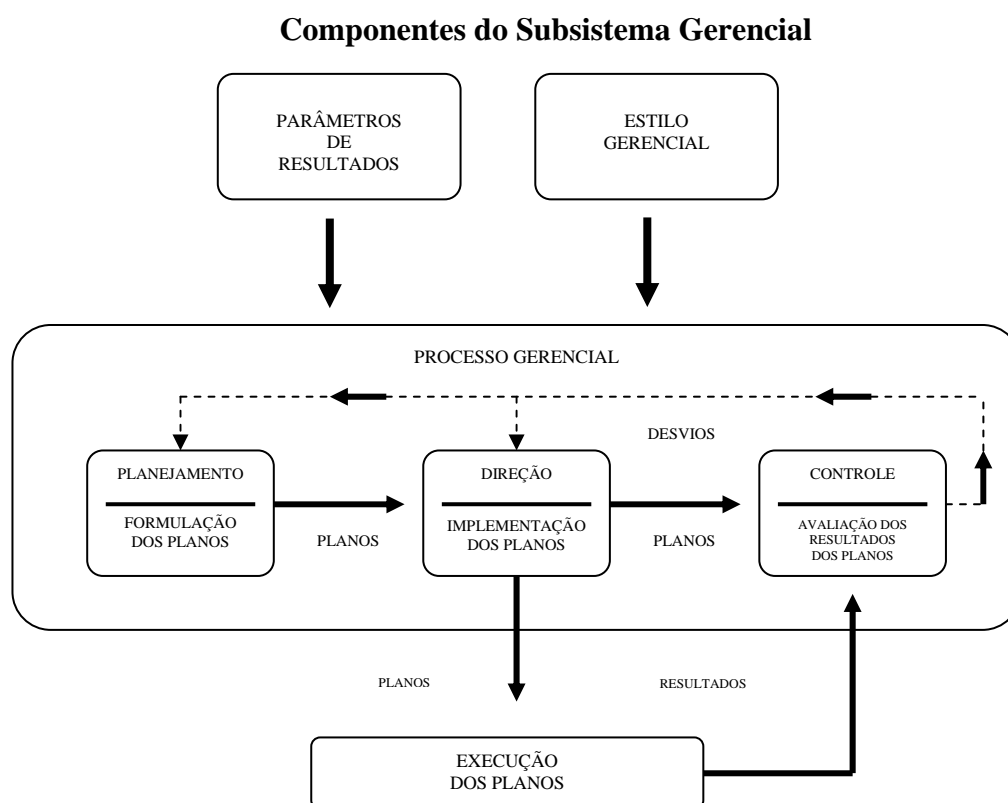 Componentes do Subsistema Gerencial
PARÂMETROS
DE
RESULTADOS
ESTILO
GERENCIAL
PROCESSO GERENCIAL
DESVIOS
PLANEJAMENTO
FORMULAÇÃO
DOS PLANOS
PLANOS
DIREÇÃO
IMPLEMENTAÇÃO
DOS PLANOS
PLANOS
CONTROLE
AVALIAÇÃO DOS
RESULTADOS
DOS PLANOS
PLANOS
RESULTADOS
EXECUÇÃO
DOS PLANOS